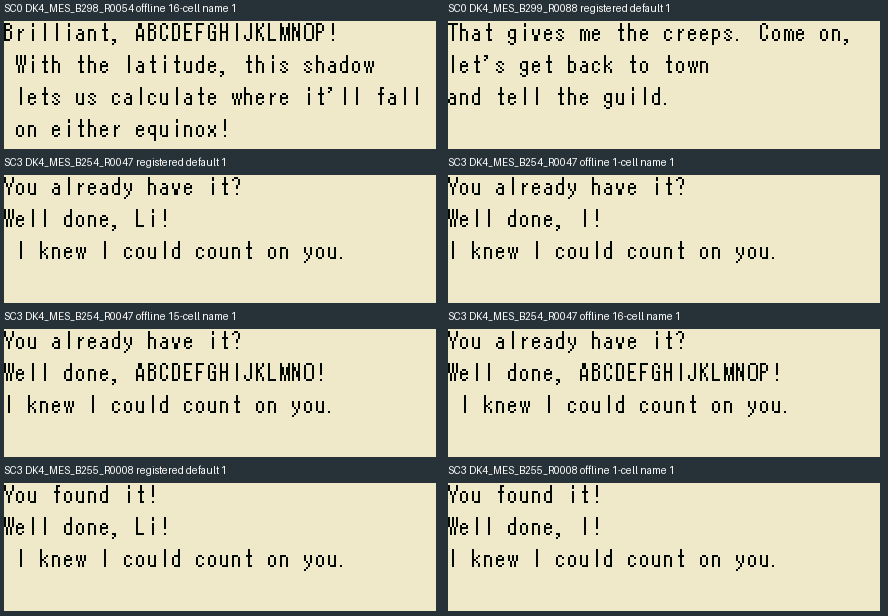 SC0 DK4_MES_B298_R0054 offline 16-cell name 1
Brilliant, ABCDEFGHIJKLMNOP!
With the latitude, this shadow
lets us calculate where it'll fall
on either equinox!
SC0 DK4_MES_B299_R0088 registered default 1
That gives me the creeps. Come on,
let's get back to town
and tell the guild.
SC3 DK4_MES_B254_R0047 registered default 1
You already have it?
Well done, Li!
I knew I could count on you.
SC3 DK4_MES_B254_R0047 offline 1-cell name 1
You already have it?
Well done, I!
I knew I could count on you.
SC3 DK4_MES_B254_R0047 offline 15-cell name 1
You already have it?
Well done, ABCDEFGHIJKLMNO!
I knew I could count on you.
SC3 DK4_MES_B254_R0047 offline 16-cell name 1
You already have it?
Well done, ABCDEFGHIJKLMNOP!
I knew I could count on you.
SC3 DK4_MES_B255_R0008 registered default 1
You found it!
Well done, Li!
I knew I could count on you.
SC3 DK4_MES_B255_R0008 offline 1-cell name 1
You found it!
Well done, I!
I knew I could count on you.